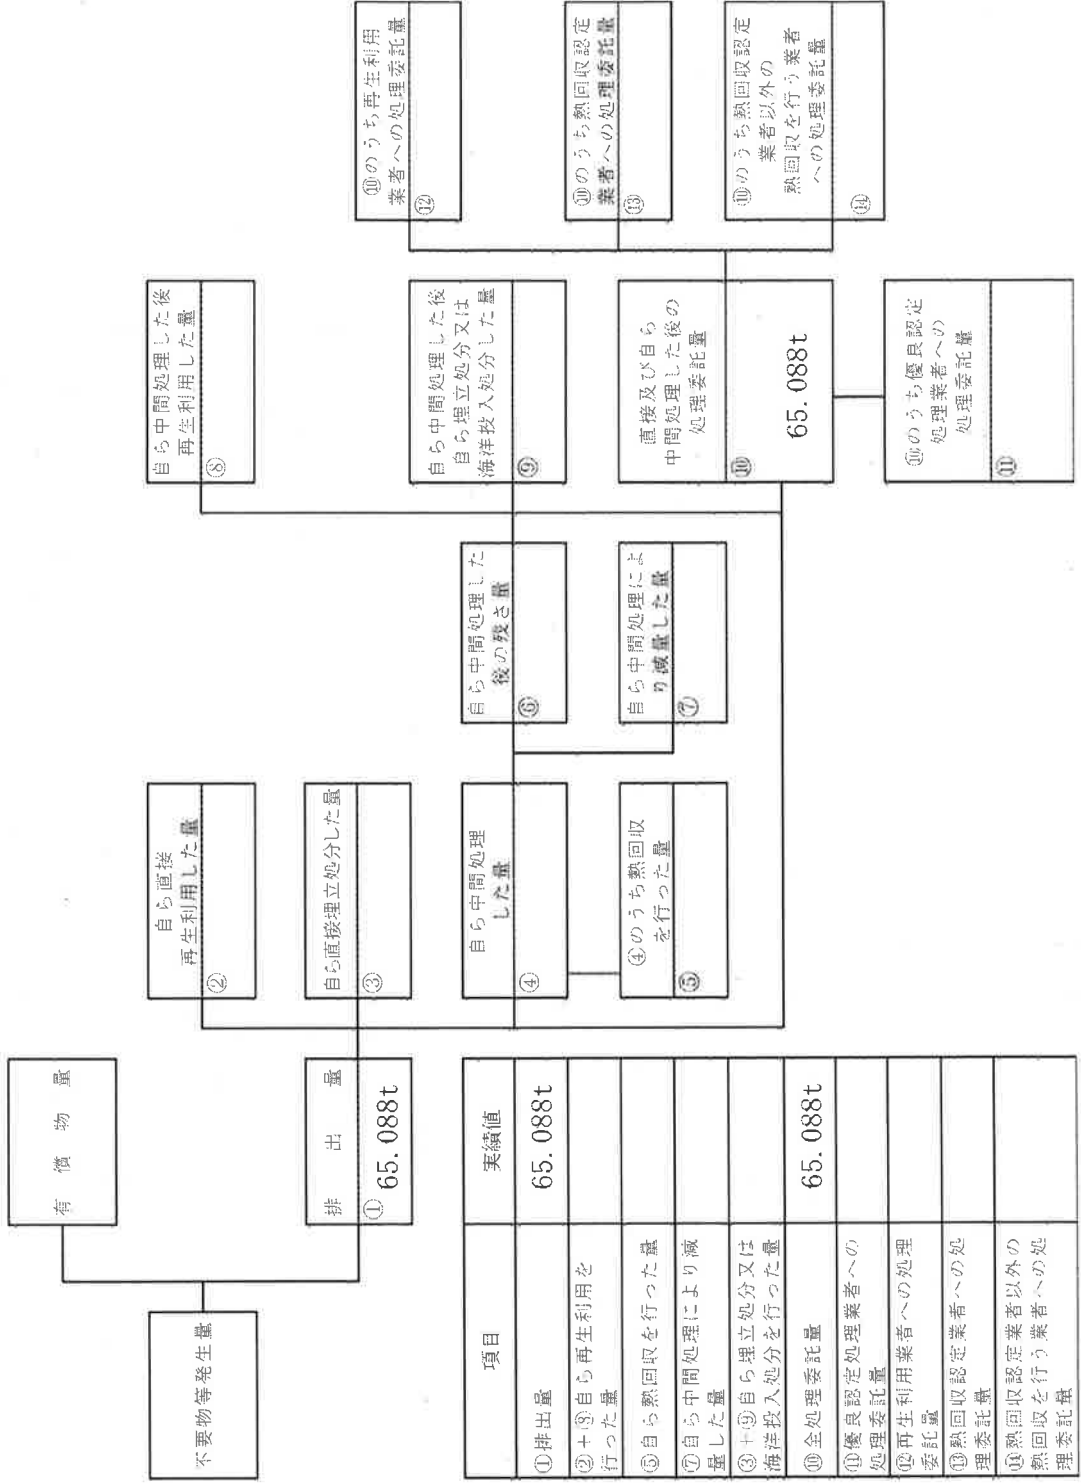 不要物等発生量
有償物量
排出量
①
65.088t
自ら直接
再生利用した量
②
自ら直接埋立処分した量
③
自ら中間処理
した量
④
④のうち熱回収
を行った量
⑤
自ら中間処理した
後の残さ量
⑥
自ら中間処理によ
り減量した量
⑦
自ら中間処理した後
再生利用した量
⑧
自ら中間処理した後
自ら埋立処分又は
海洋投入処分した量
⑨
直接及び自ら
中間処理した後の
処理委託量
⑩
65.088t
⑩のうち優良認定
処理業者への
処理委託量
⑪
⑩のうち再生利用
業者への処理委託量
⑫
⑩のうち熱回収認定
業者への処理委託量
⑬
⑩のうち熱回収認定
業者以外の
熱回収を行う業者
への処理委託量
⑭
項目 実績値
①排出量 65.088t
②+⑧自ら再生利用を
行った量
⑤自ら熱回収を行った量
⑦自ら中間処理により減
量した量
③+⑨自ら埋立処分又は
海洋投入処分を行った量
⑩全処理委託量 65.088t
⑪優良認定処理業者への
処理委託量
⑫再生利用業者への処理
委託量
⑬熱回収認定業者への処
理委託量
⑭熱回収認定業者以外の
熱回収を行う業者への処
理委託量